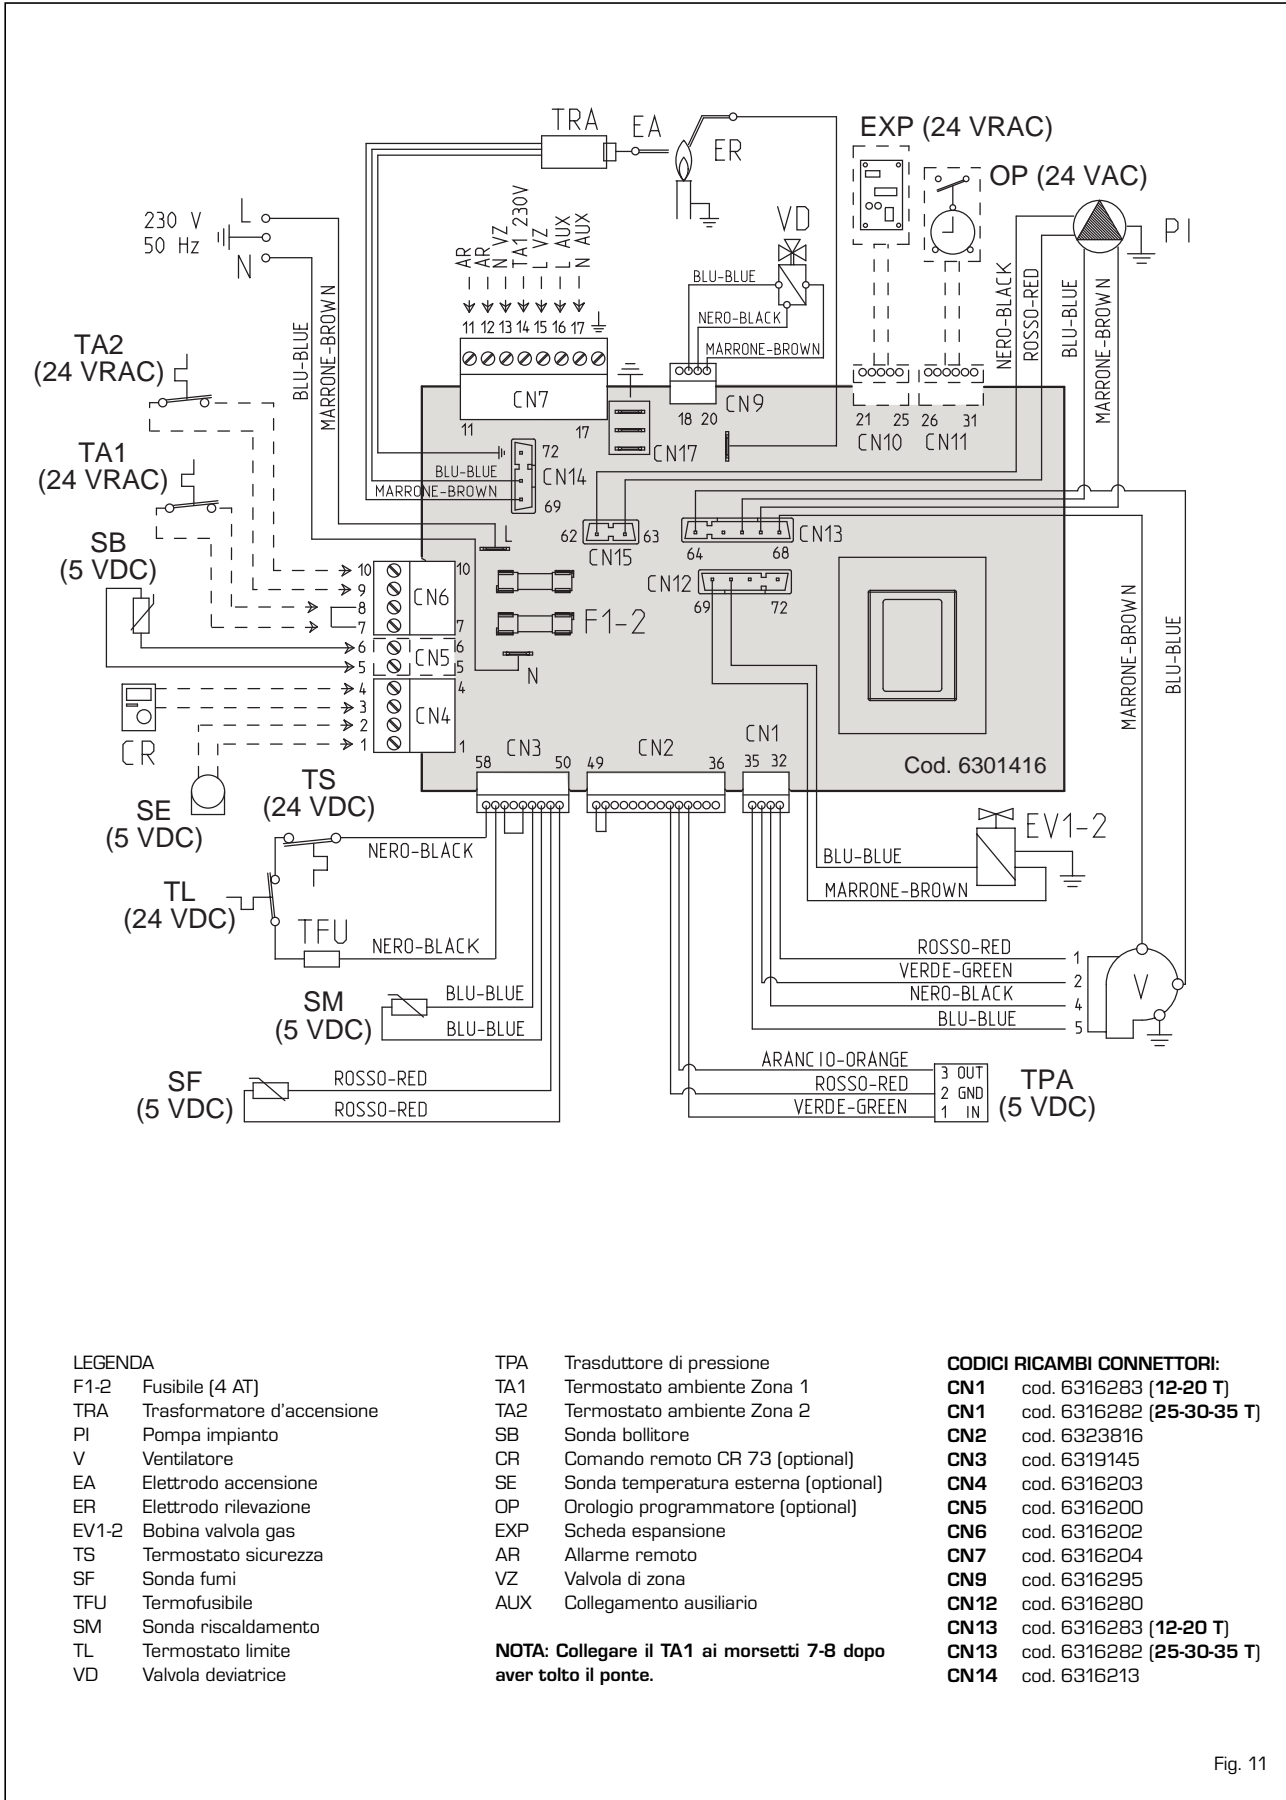 TRA
EA
ER
EXP (24 VRAC)
OP (24 VAC)
PI
VD
230 V
50 Hz
L
N
AR
AR
N VZ
TA1 230V
L VZ
L AUX
N AUX
11 12 13 14 15 16 17
BLU-BLUE
NERO-BLACK
MARRONE-BROWN
NERO-BLACK
ROSSO-RED
BLU-BLUE
MARRONE-BROWN
BLU-BLUE
MARRONE-BROWN
TA2
(24 VRAC)
CN7
11
17
18 20
CN9
21 25
CN10
26 31
CN11
CN17
TA1
(24 VRAC)
72
BLU-BLUE
CN14
MARRONE-BROWN
69
SB
(5 VDC)
L
62
63
CN15
64
68
CN13
CN12
69
72
10
9
8
7
10
CN6
7
F1-2
6
5
6
CN5
5
N
4
3
2
1
4
CN4
1
CR
MARRONE-BROWN
BLU-BLUE
SE
(5 VDC)
58
CN3
50
49
CN2
36
35
CN1
32
Cod. 6301416
TS
(24 VDC)
NERO-BLACK
TL
(24 VDC)
TFU
NERO-BLACK
EV1-2
BLU-BLUE
MARRONE-BROWN
ROSSO-RED
1
VERDE-GREEN
2
NERO-BLACK
4
BLU-BLUE
5
V
SM
(5 VDC)
BLU-BLUE
BLU-BLUE
SF
(5 VDC)
ROSSO-RED
ROSSO-RED
ARANCIO-ORANGE
ROSSO-RED
VERDE-GREEN
3 OUT
2 GND
1 IN
TPA
(5 VDC)
LEGENDA
F1-2 Fusibile (4 AT)
TRA Trasformatore d'accensione
PI Pompa impianto
V Ventilatore
EA Elettrodo accensione
ER Elettrodo rilevazione
EV1-2 Bobina valvola gas
TS Termostato sicurezza
SF Sonda fumi
TFU Termofusibile
SM Sonda riscaldamento
TL Termostato limite
VD Valvola deviatrice
TPA Trasduttore di pressione
TA1 Termostato ambiente Zona 1
TA2 Termostato ambiente Zona 2
SB Sonda bollitore
CR Comando remoto CR 73 (optional)
SE Sonda temperatura esterna (optional)
OP Orologio programmatore (optional)
EXP Scheda espansione
AR Allarme remoto
VZ Valvola di zona
AUX Collegamento ausiliario
NOTA: Collegare il TA1 ai morsetti 7-8 dopo
aver tolto il ponte.
CODICI RICAMBI CONNETTORI:
CN1 cod. 6316283 (12-20 T)
CN1 cod. 6316282 (25-30-35 T)
CN2 cod. 6323816
CN3 cod. 6319145
CN4 cod. 6316203
CN5 cod. 6316200
CN6 cod. 6316202
CN7 cod. 6316204
CN9 cod. 6316295
CN12 cod. 6316280
CN13 cod. 6316283 (12-20 T)
CN13 cod. 6316282 (25-30-35 T)
CN14 cod. 6316213
Fig. 11